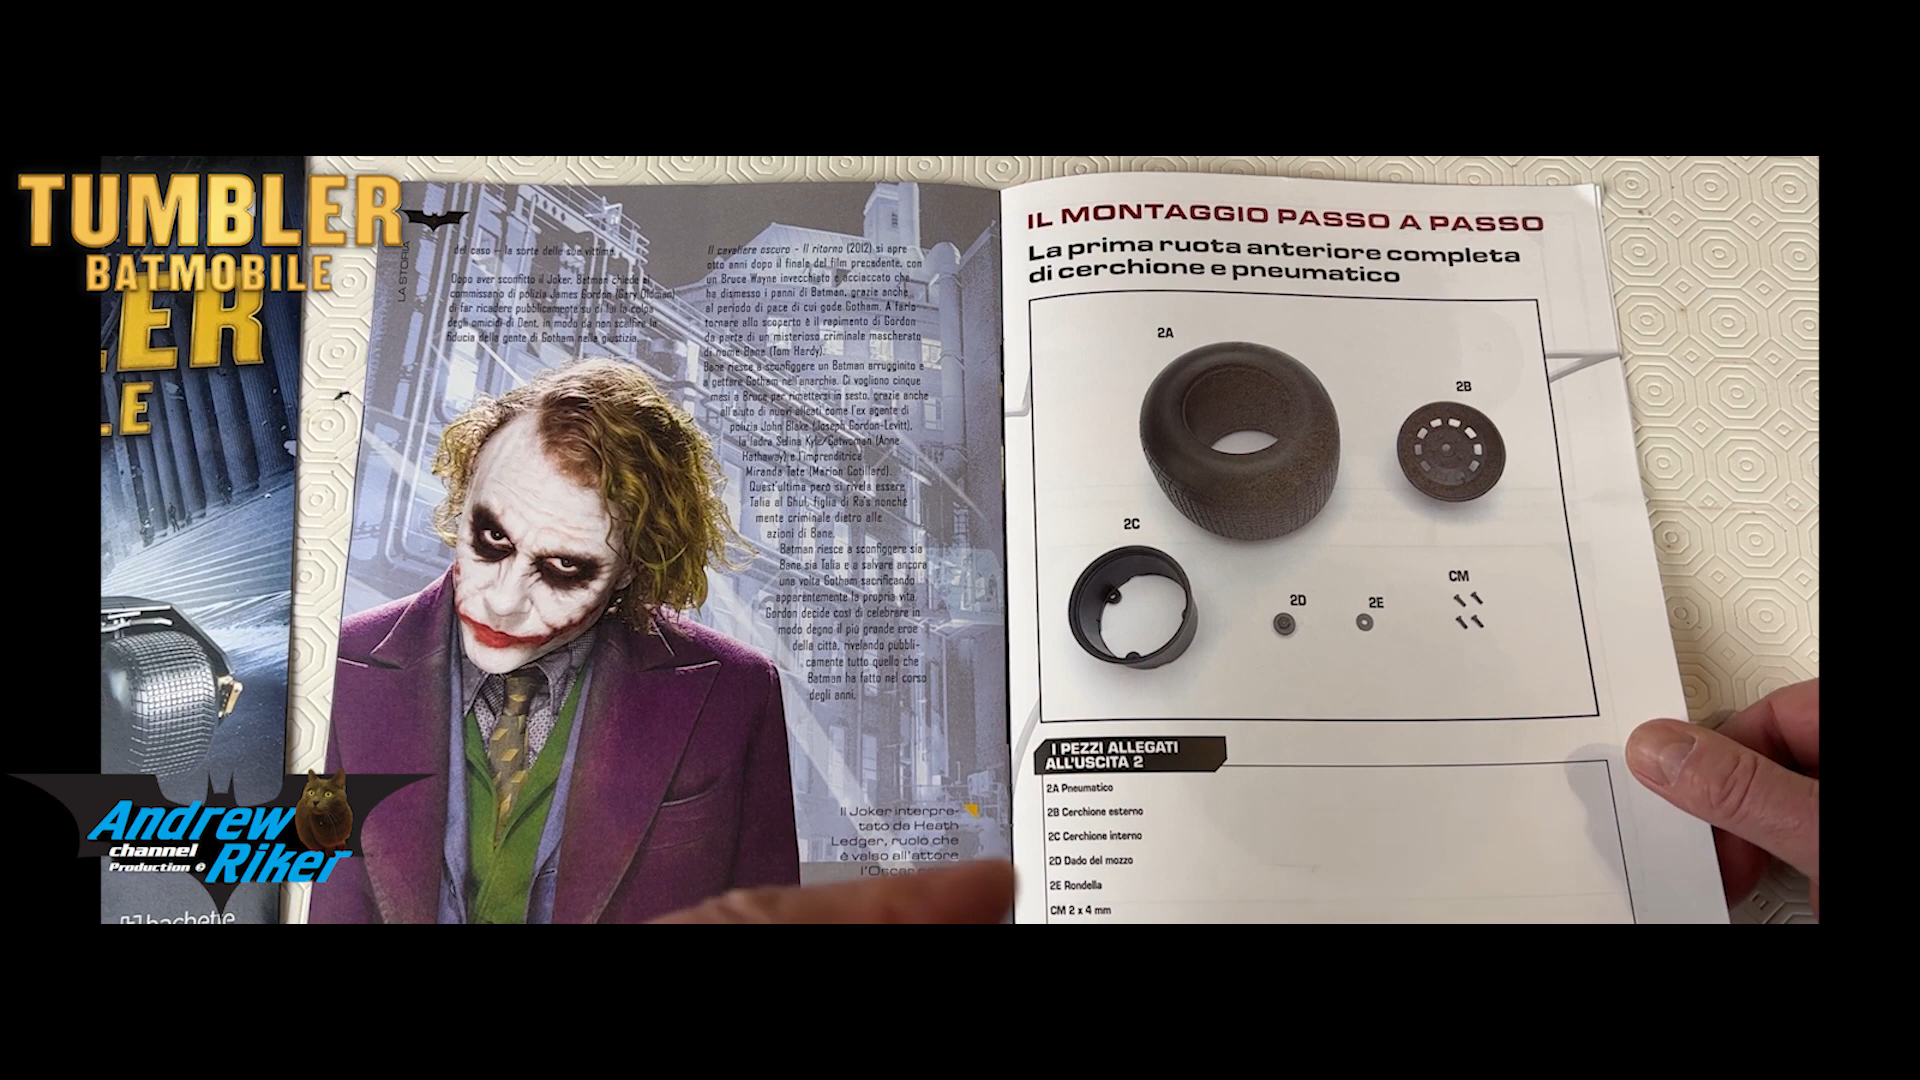 TUMBLER
BATMOBILE
ER
LE
hachette
Andrew
channel
Riker
Production ©
LA STORIA
del caso – la sorte delle sue vittime.
Dopo aver sconfitto il Joker, Batman chiede al
commissario di polizia James Gordon (Gary Oldman)
di far ricadere pubblicamente su di lui la colpa
degli omicidi di Dent, in modo da non scalfire la
fiducia della gente di Gotham nella giustizia.
Il cavaliere oscuro - Il ritorno (2012) si apre
otto anni dopo il finale del film precedente, con
un Bruce Wayne invecchiato e acciaccato che
ha dismesso i panni di Batman, grazie anche
al periodo di pace di cui gode Gotham. A farlo
tornare allo scoperto è il rapimento di Gordon
da parte di un misterioso criminale mascherato
di nome Bane (Tom Hardy).
Bane riesce a sconfiggere un Batman arrugginito e
a gettare Gotham nell'anarchia. Ci vogliono cinque
mesi a Bruce per rimettersi in sesto, grazie anche
all'aiuto di nuovi alleati come l'ex agente di
polizia John Blake (Joseph Gordon-Levitt),
la ladra Selina Kyle/Catwoman (Anne
Hathaway) e l'imprenditrice
Miranda Tate (Marion Cotillard).
Quest'ultima però si rivela essere
Talia al Ghul, figlia di Ra's nonché
mente criminale dietro alle
azioni di Bane.
Batman riesce a sconfiggere sia
Bane sia Talia e a salvare ancora
una volta Gotham sacrificando
apparentemente la propria vita.
Gordon decide così di celebrare in
modo degno il più grande eroe
della città, rivelando pubbli-
camente tutto quello che
Batman ha fatto nel corso
degli anni.
Il Joker interpre-
tato da Heath
Ledger, ruolo che
è valso all'attore
l'Oscar
IL MONTAGGIO PASSO A PASSO
La prima ruota anteriore completa
di cerchione e pneumatico
2A
2B
2C
2D
2E
CM
I PEZZI ALLEGATI
ALL'USCITA 2
2A Pneumatico
2B Cerchione esterno
2C Cerchione interno
2D Dado del mozzo
2E Rondella
CM 2 x 4 mm